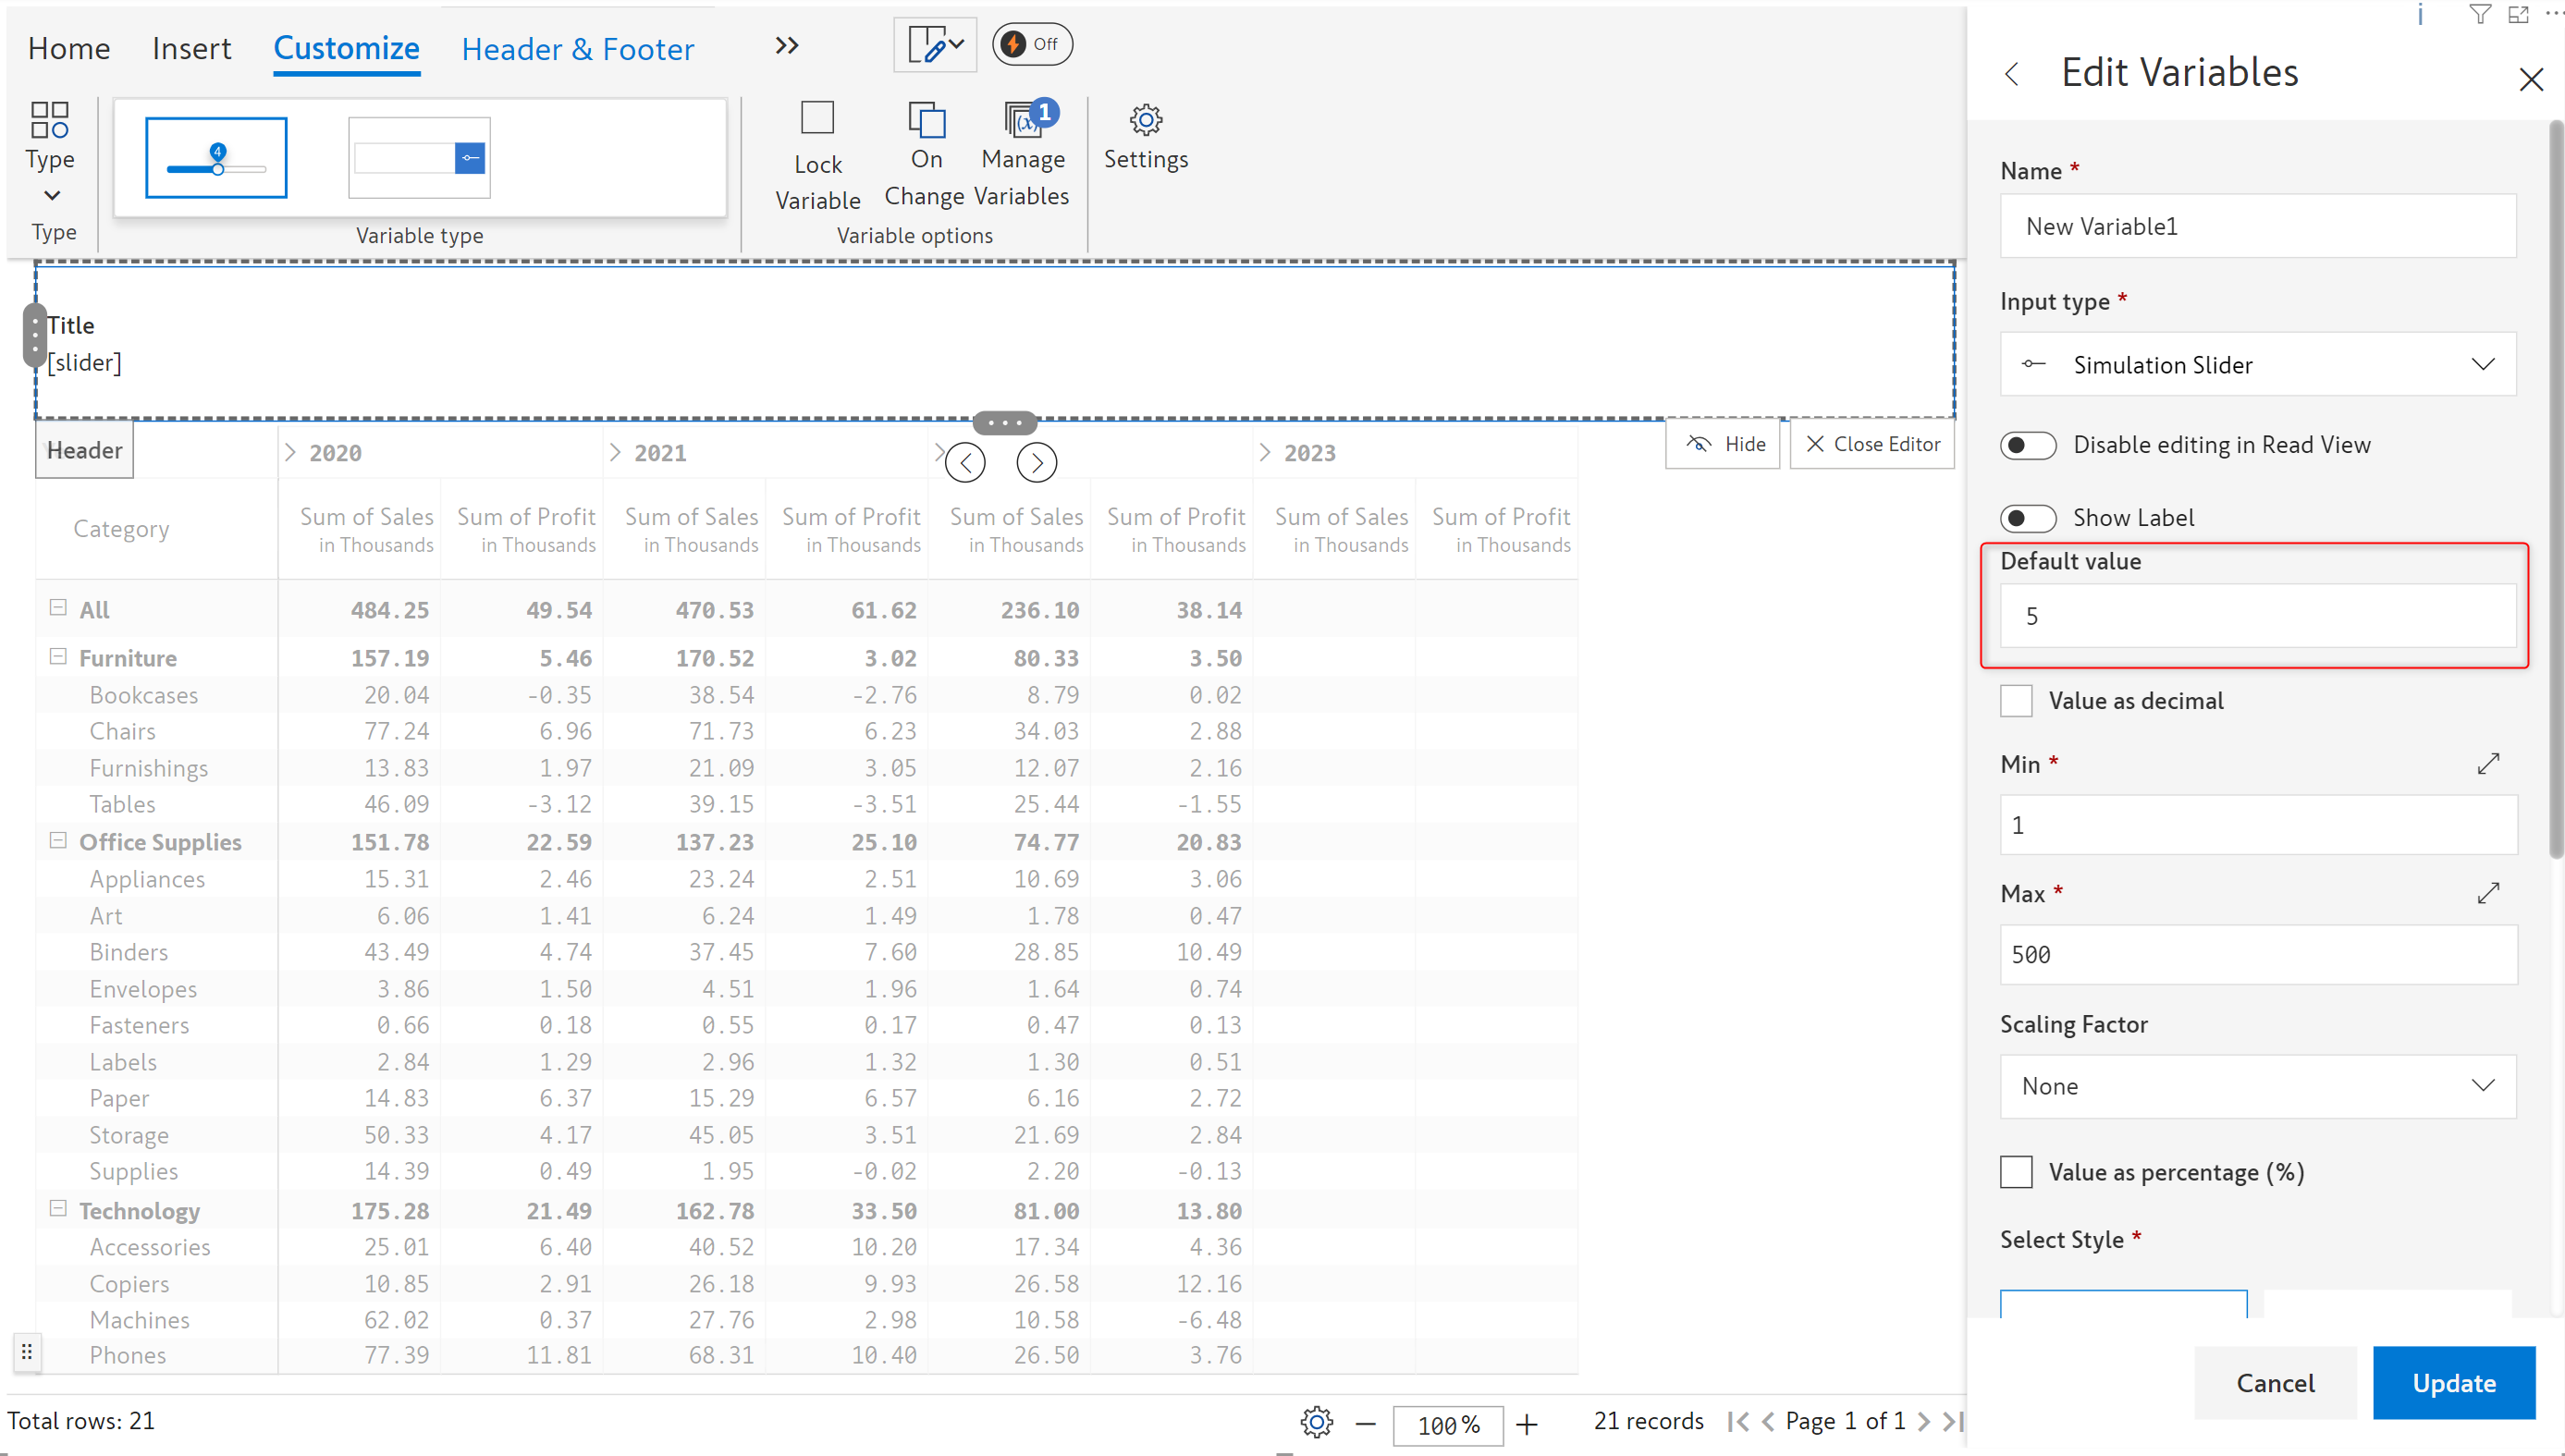 Home Insert Customize Header & Footer
Off
Type
Type
4
Variable type
Lock Variable
On Change
1
(x)
Manage Variables
Variable options
Settings
Title
[slider]
Header
Hide
Close Editor
2020 2021 2023
Category
Sum of Sales Sum of Profit Sum of Sales Sum of Profit Sum of Sales Sum of Profit Sum of Sales Sum of Profit
in Thousands in Thousands in Thousands in Thousands in Thousands in Thousands in Thousands in Thousands
All 484.25 49.54 470.53 61.62 236.10 38.14
Furniture 157.19 5.46 170.52 3.02 80.33 3.50
Bookcases 20.04 -0.35 38.54 -2.76 8.79 0.02
Chairs 77.24 6.96 71.73 6.23 34.03 2.88
Furnishings 13.83 1.97 21.09 3.05 12.07 2.16
Tables 46.09 -3.12 39.15 -3.51 25.44 -1.55
Office Supplies 151.78 22.59 137.23 25.10 74.77 20.83
Appliances 15.31 2.46 23.24 2.51 10.69 3.06
Art 6.06 1.41 6.24 1.49 1.78 0.47
Binders 43.49 4.74 37.45 7.60 28.85 10.49
Envelopes 3.86 1.50 4.51 1.96 1.64 0.74
Fasteners 0.66 0.18 0.55 0.17 0.47 0.13
Labels 2.84 1.29 2.96 1.32 1.30 0.51
Paper 14.83 6.37 15.29 6.57 6.16 2.72
Storage 50.33 4.17 45.05 3.51 21.69 2.84
Supplies 14.39 0.49 1.95 -0.02 2.20 -0.13
Technology 175.28 21.49 162.78 33.50 81.00 13.80
Accessories 25.01 6.40 40.52 10.20 17.34 4.36
Copiers 10.85 2.91 26.18 9.93 26.58 12.16
Machines 62.02 0.37 27.76 2.98 10.58 -6.48
Phones 77.39 11.81 68.31 10.40 26.50 3.76
Total rows: 21
100%
21 records
Page 1 of 1
Edit Variables
Name *
New Variable1
Input type *
Simulation Slider
Disable editing in Read View
Show Label
Default value
5
Value as decimal
Min *
1
Max *
500
Scaling Factor
None
Value as percentage (%)
Select Style *
Cancel
Update